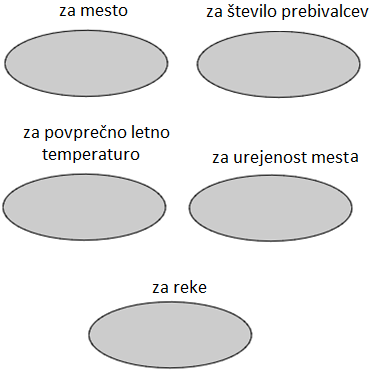 za mesto
za število prebivalcev
za povprečno letno
temperaturo
za urejenost mesta
za reke